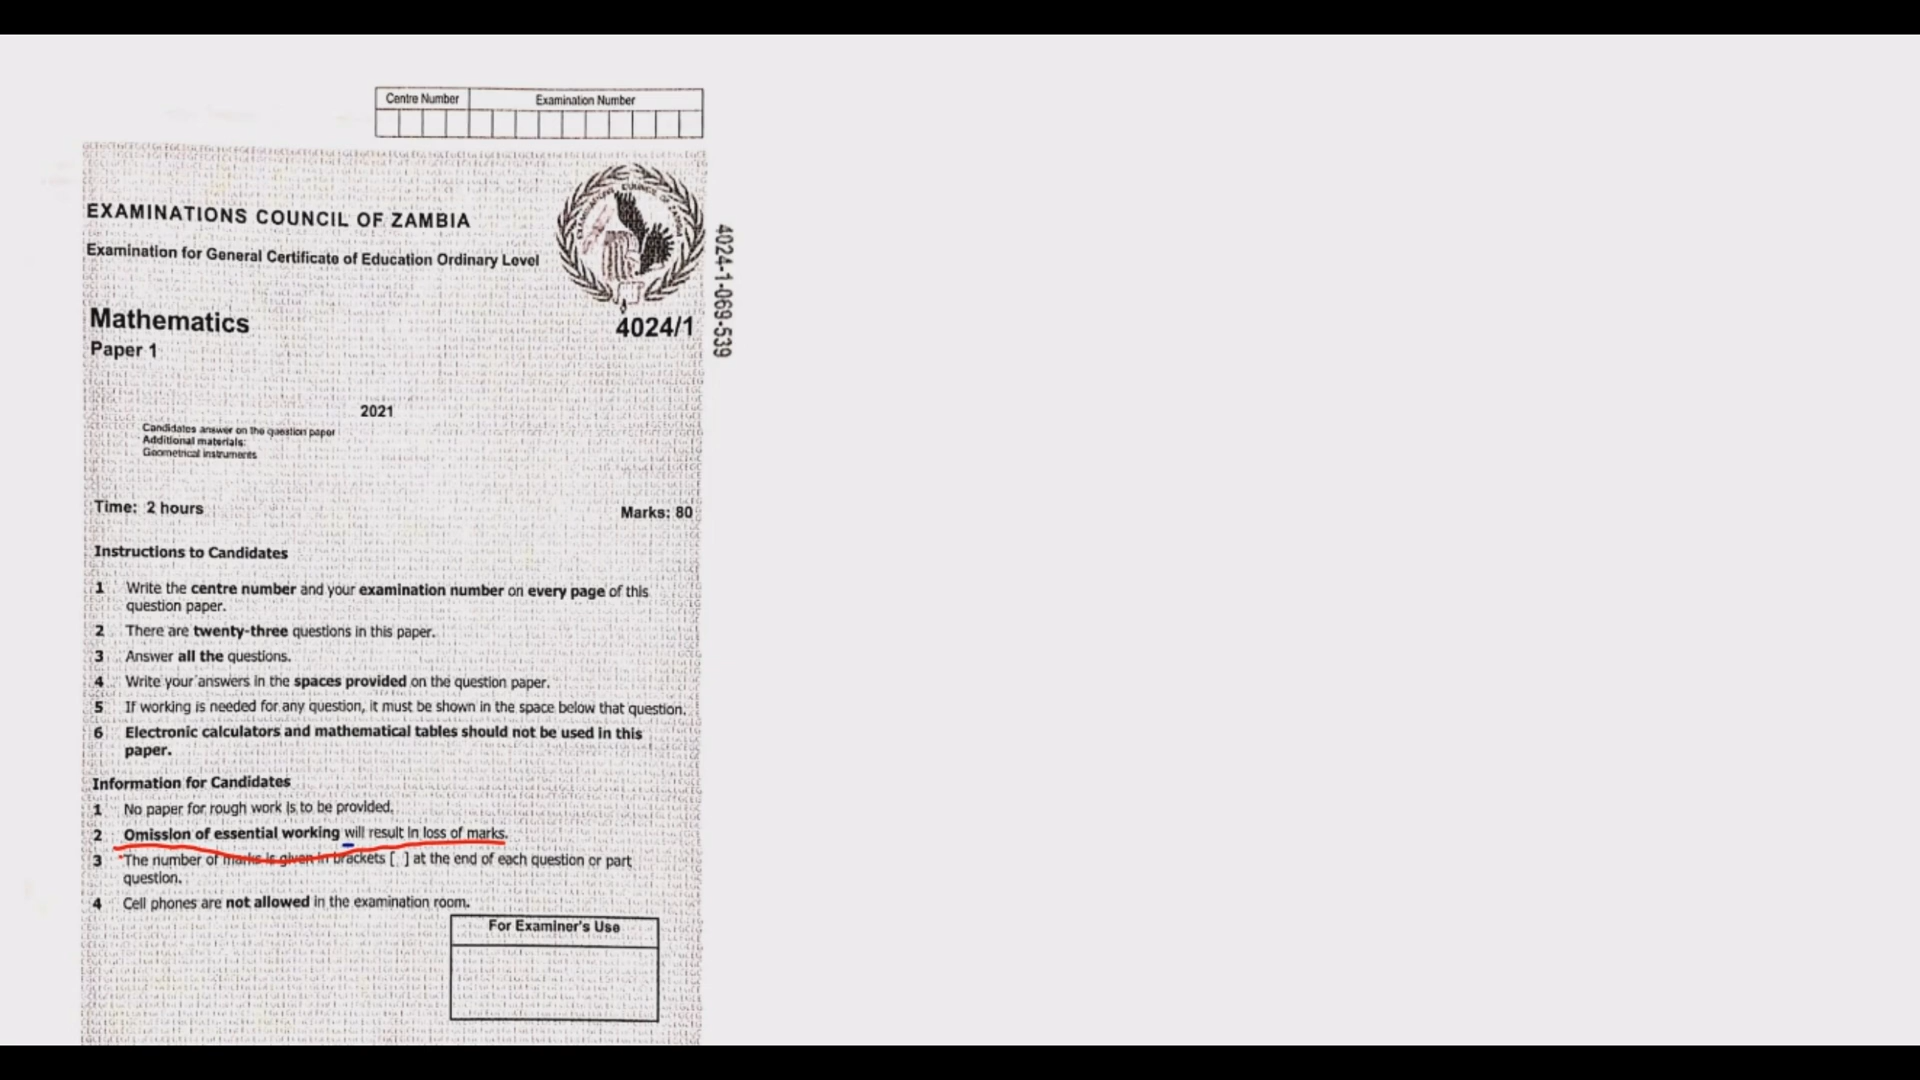 Centre Number Examination Number
EXAMINATIONS COUNCIL OF ZAMBIA
Examination for General Certificate of Education Ordinary Level
Mathematics 4024/1
Paper 1
4024-1-069-539
2021
Candidates answer on the question paper
Additional materials:
Geometrical instruments
Time: 2 hours Marks: 80
Instructions to Candidates
1 Write the centre number and your examination number on every page of this
question paper.
2 There are twenty-three questions in this paper.
3 Answer all the questions.
4 Write your answers in the spaces provided on the question paper.
5 If working is needed for any question, it must be shown in the space below that question.
6 Electronic calculators and mathematical tables should not be used in this
paper.
Information for Candidates
1 No paper for rough work is to be provided.
2 Omission of essential working will result in loss of marks.
3 The number of marks is given in brackets [ ] at the end of each question or part
question.
4 Cell phones are not allowed in the examination room.
For Examiner's Use